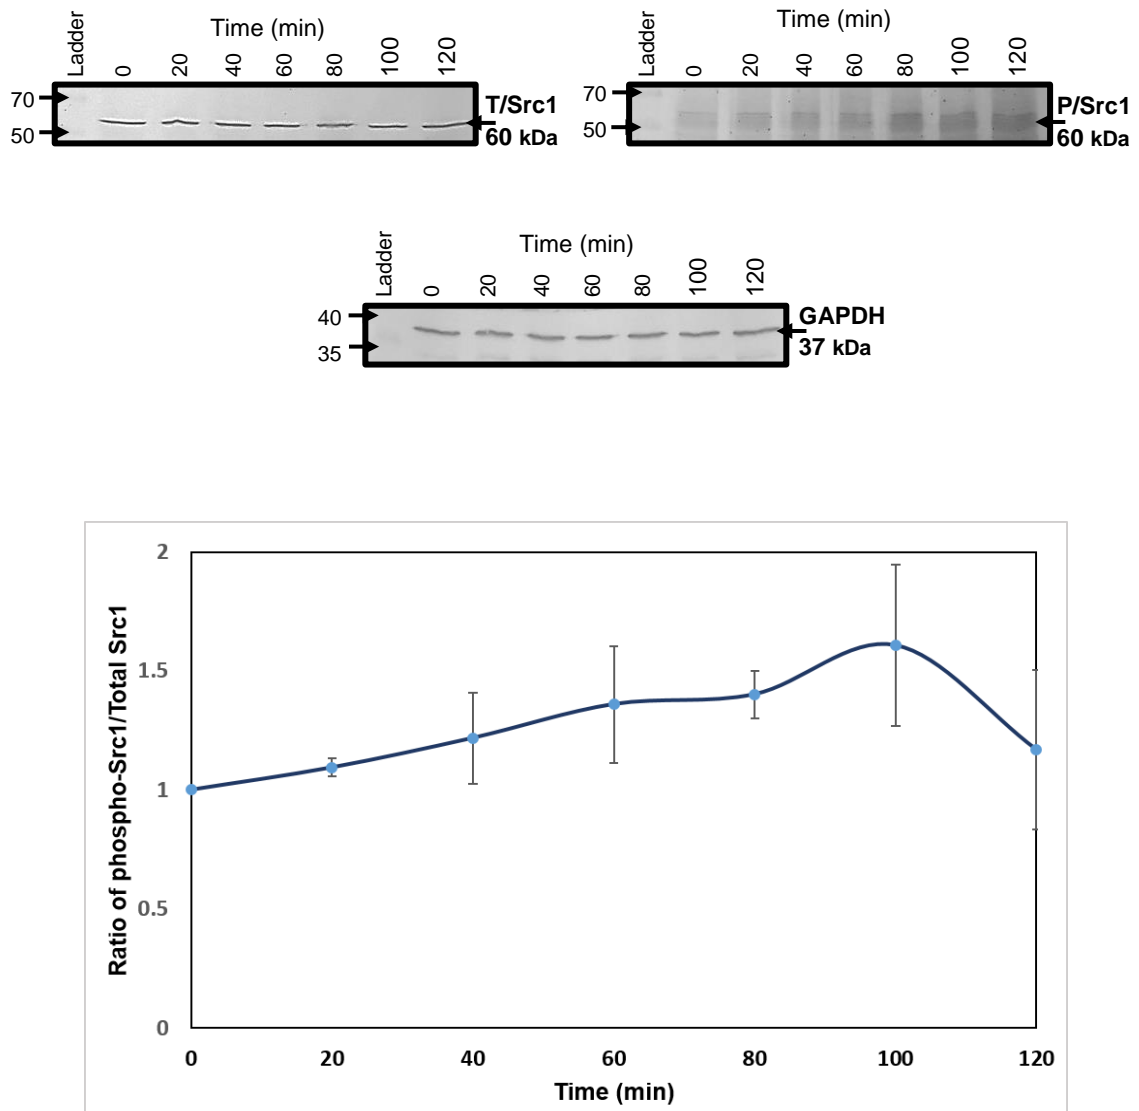 Ladder
Time (min)
0 20 40 60 80 100 120
70
50
T/Src1
60 kDa
Ladder
Time (min)
0 20 40 60 80 100 120
70
50
P/Src1
60 kDa
Ladder
Time (min)
0 20 40 60 80 100 120
40
35
GAPDH
37 kDa
Ratio of phospho-Src1/Total Src1
2
1.5
1
0.5
0
0 20 40 60 80 100 120
Time (min)